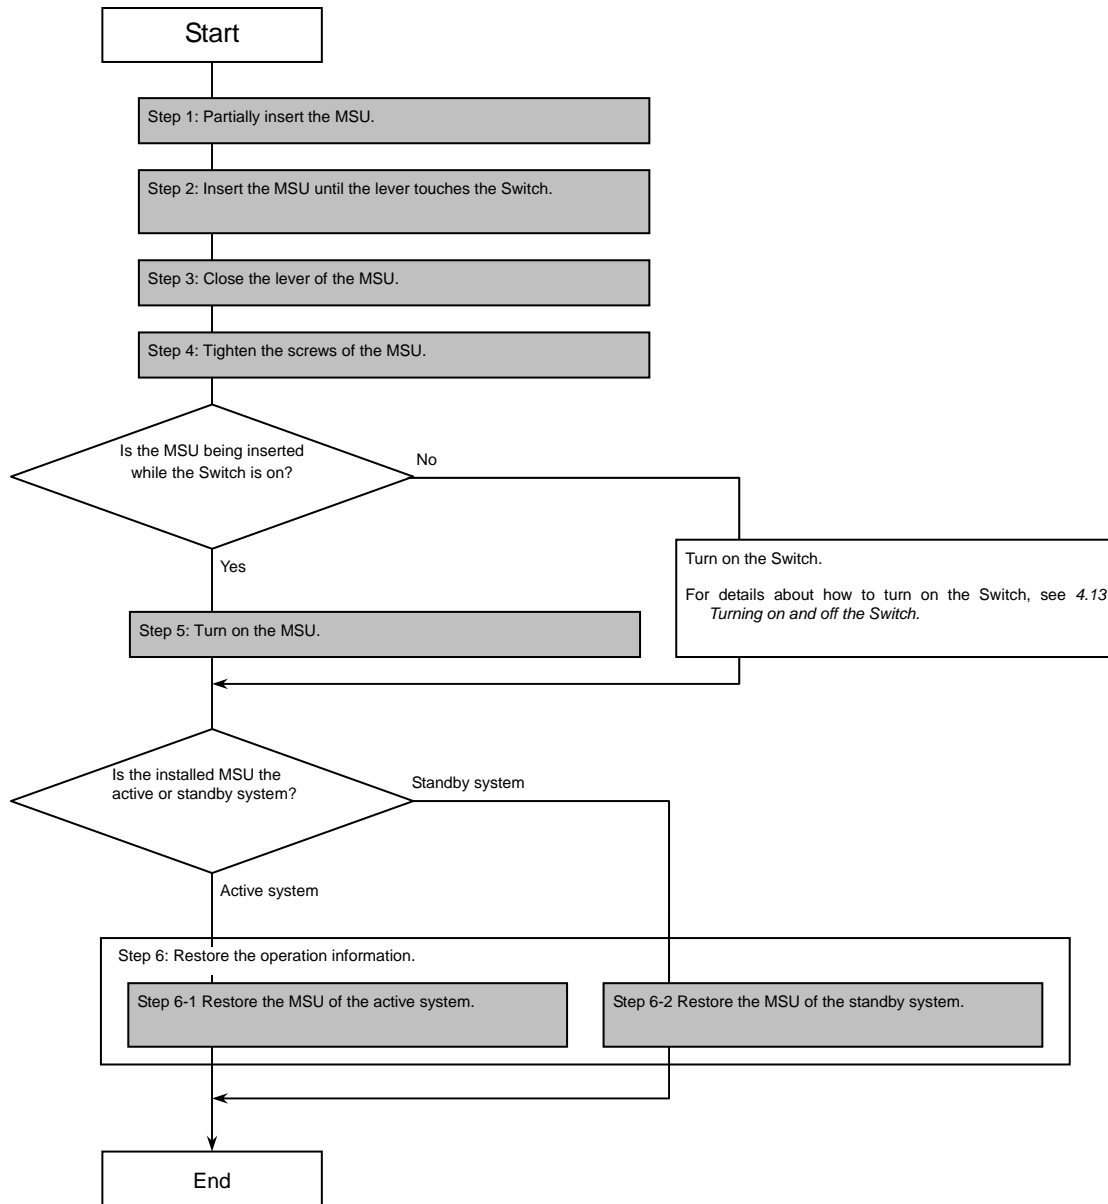 Start
Step 1: Partially insert the MSU.
Step 2: Insert the MSU until the lever touches the Switch.
Step 3: Close the lever of the MSU.
Step 4: Tighten the screws of the MSU.
Is the MSU being inserted
while the Switch is on?
No
Yes
Turn on the Switch.
For details about how to turn on the Switch, see 4.13
Turning on and off the Switch.
Step 5: Turn on the MSU.
Is the installed MSU the
active or standby system?
Standby system
Active system
Step 6: Restore the operation information.
Step 6-1 Restore the MSU of the active system.
Step 6-2 Restore the MSU of the standby system.
End